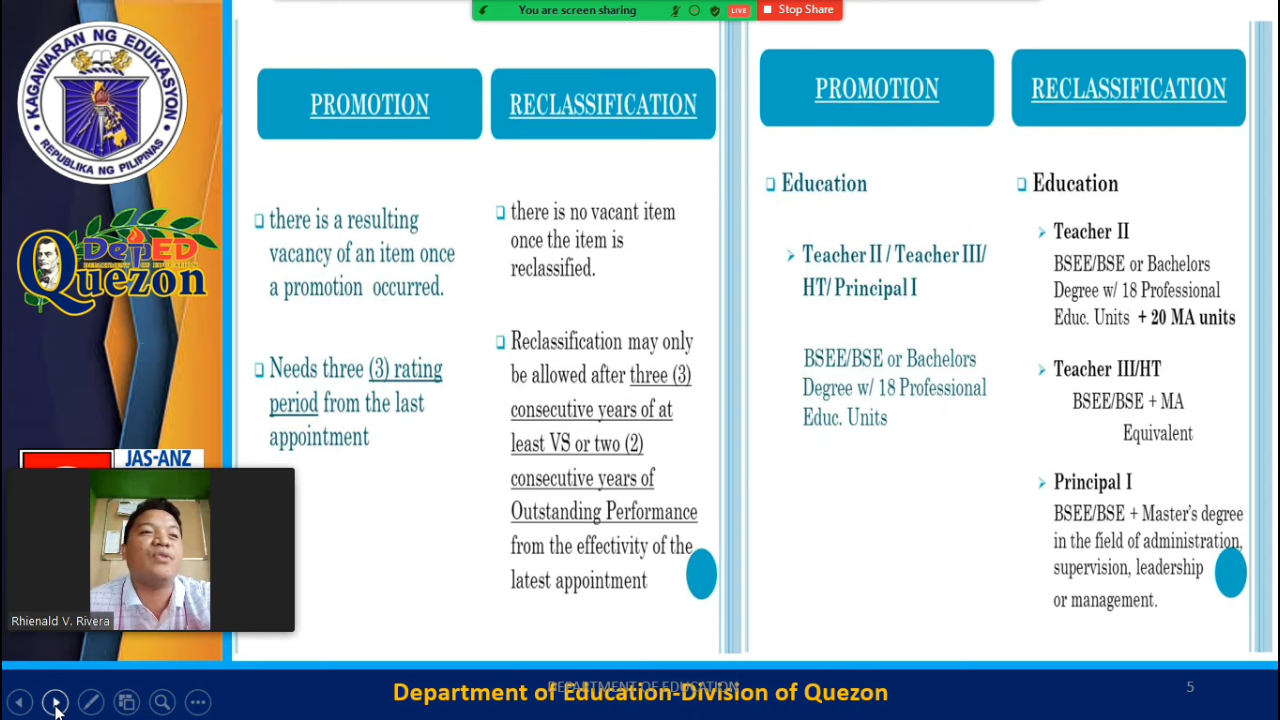 You are screen sharing
LIVE
Stop Share
KAGAWARAN NG EDUKASYON
REPUBLIKA NG PILIPINAS
DepED
DEPARTMENT OF EDUCATION
Quezon
JAS-ANZ
Rhienald V. Rivera
PROMOTION
there is a resulting
vacancy of an item once
a promotion occurred.
Needs three (3) rating
period from the last
appointment
RECLASSIFICATION
there is no vacant item
once the item is
reclassified.
Reclassification may only
be allowed after three (3)
consecutive years of at
least VS or two (2)
consecutive years of
Outstanding Performance
from the effectivity of the
latest appointment
PROMOTION
Education
Teacher II / Teacher III/
HT/ Principal I
BSEE/BSE or Bachelors
Degree w/ 18 Professional
Educ. Units
RECLASSIFICATION
Education
Teacher II
BSEE/BSE or Bachelors
Degree w/ 18 Professional
Educ. Units + 20 MA units
Teacher III/HT
BSEE/BSE + MA
Equivalent
Principal I
BSEE/BSE + Master's degree
in the field of administration,
supervision, leadership
or management.
DEPARTMENT OF EDUCATION
Department of Education-Division of Quezon
5